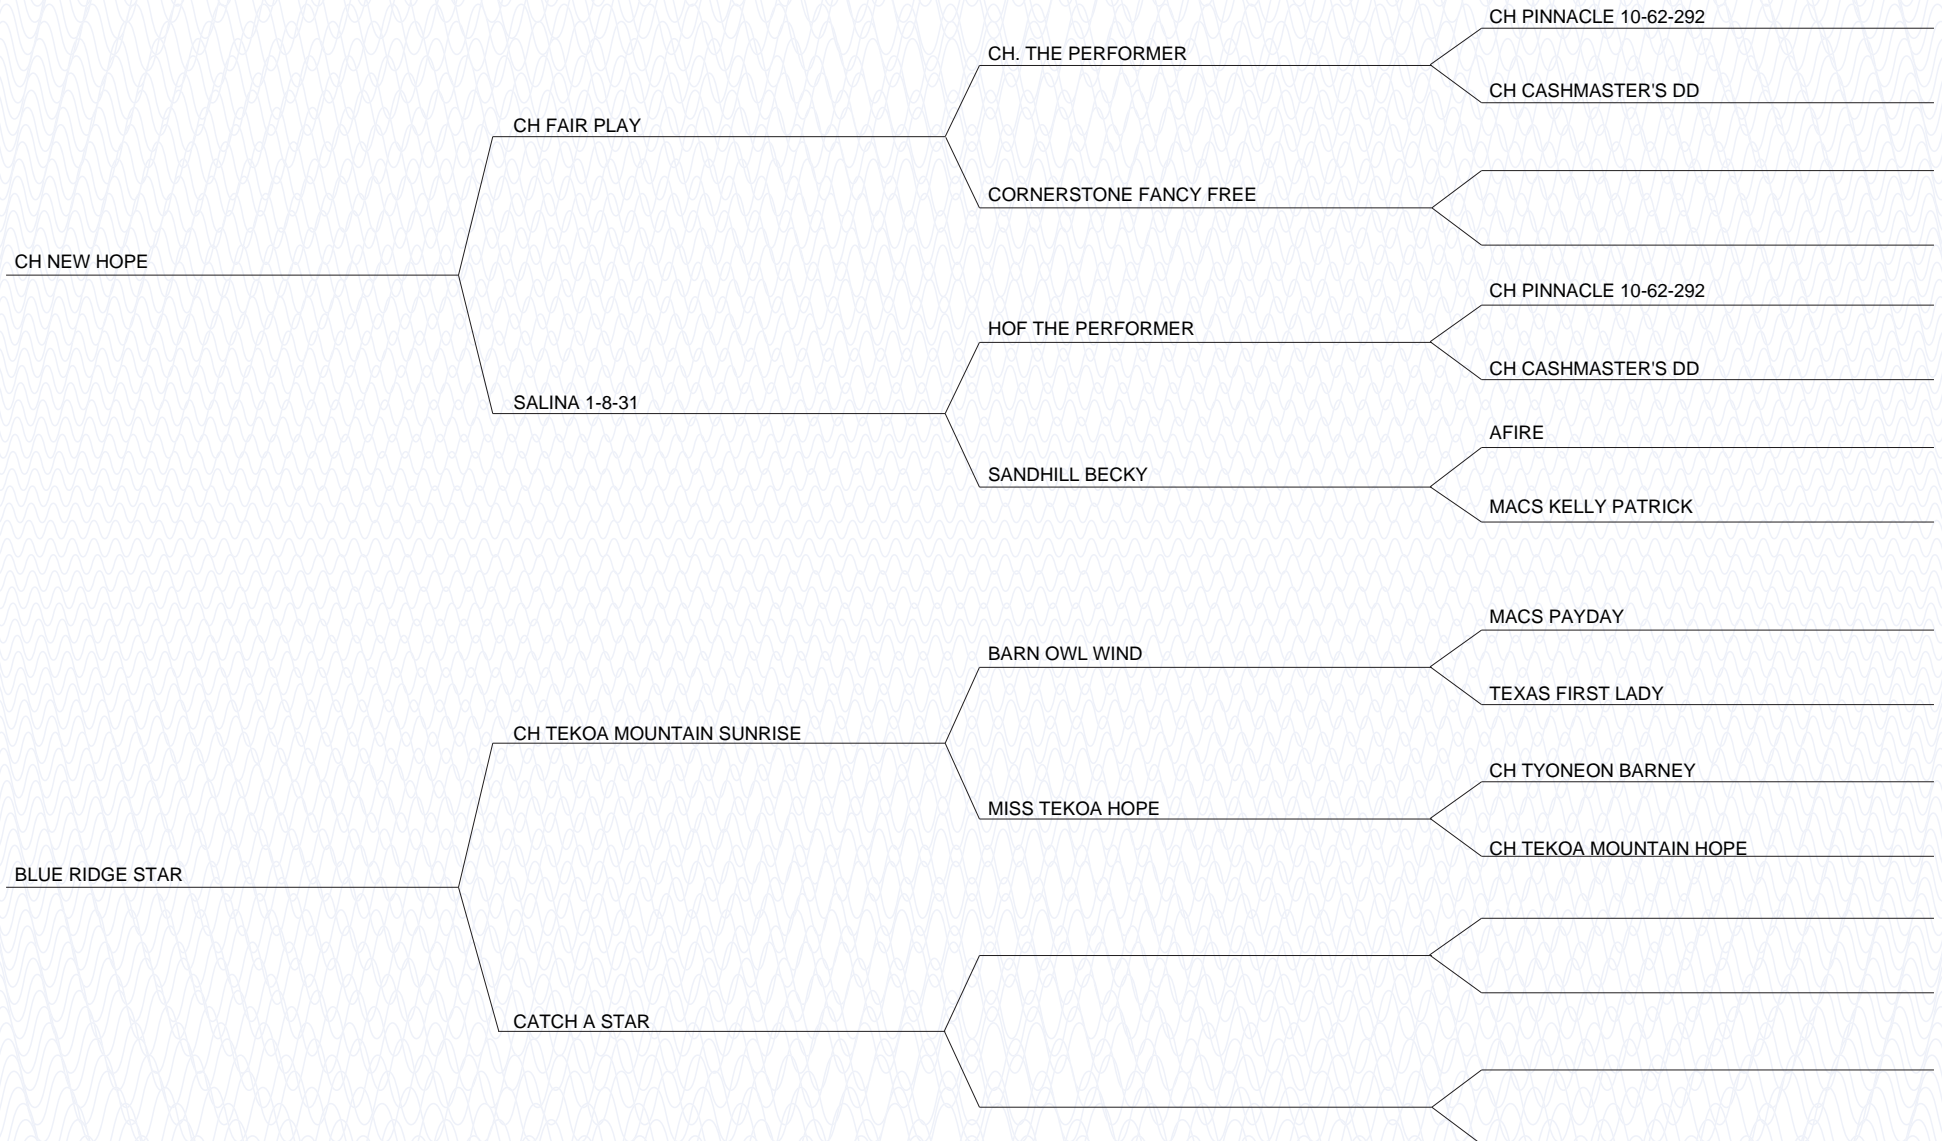 CH PINNACLE 10-62-292
CH. THE PERFORMER
CH CASHMASTER'S DD
CH FAIR PLAY
CORNERSTONE FANCY FREE
CH NEW HOPE
CH PINNACLE 10-62-292
HOF THE PERFORMER
CH CASHMASTER'S DD
SALINA 1-8-31
AFIRE
SANDHILL BECKY
MACS KELLY PATRICK
MACS PAYDAY
BARN OWL WIND
TEXAS FIRST LADY
CH TEKOA MOUNTAIN SUNRISE
CH TYONEON BARNEY
MISS TEKOA HOPE
CH TEKOA MOUNTAIN HOPE
BLUE RIDGE STAR
CATCH A STAR